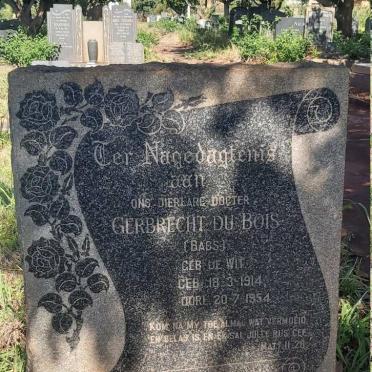 Ter Nagedagtenis
aan
ONS DIERBARE DOGTER
GERBRECHT DU BOIS
(BABS)
GEB DE WIT
GEB. 18-3-1914
OORL 20-7-1954
KOM NA MY TOE ALMAL WAT VERMOEID
EN BELAS IS EN EK SAL JULLE RUS GEE
MATT. 11:28